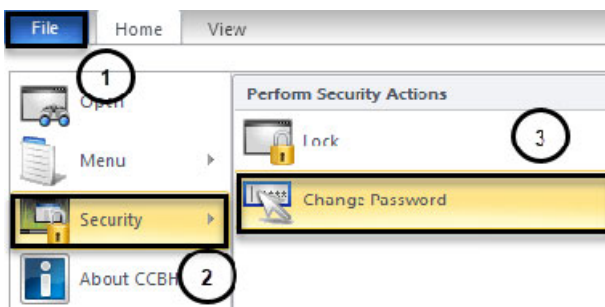 File Home View
1
Open
Menu
Security
About CCBH
2
Perform Security Actions
Lock
3
Change Password